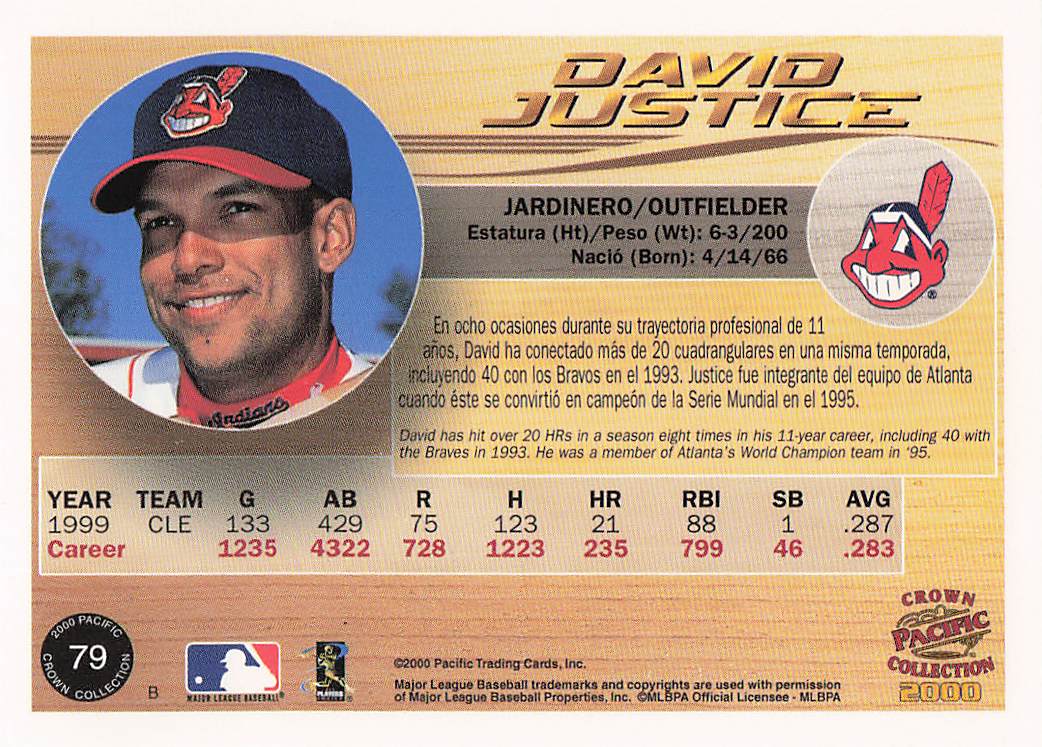 DAVID
JUSTICE
JARDINERO/OUTFIELDER
Estatura (Ht)/Peso (Wt): 6-3/200
Nació (Born): 4/14/66
Indians
®
En ocho ocasiones durante su trayectoria profesional de 11
años, David ha conectado más de 20 cuadrangulares en una misma temporada,
incluyendo 40 con los Bravos en el 1993. Justice fue integrante del equipo de Atlanta
cuando éste se convirtió en campeón de la Serie Mundial en el 1995.
David has hit over 20 HRs in a season eight times in his 11-year career, including 40 with
the Braves in 1993. He was a member of Atlanta's World Champion team in '95.
YEAR TEAM G AB R H HR RBI SB AVG
1999 CLE 133 429 75 123 21 88 1 .287
Career 1235 4322 728 1223 235 799 46 .283
2000 PACIFIC
79
CROWN COLLECTION
B
MAJOR LEAGUE BASEBALL®
PLAYERS
©2000 Pacific Trading Cards, Inc.
Major League Baseball trademarks and copyrights are used with permission
of Major League Baseball Properties, Inc. ©MLBPA Official Licensee - MLBPA
CROWN
PACIFIC
COLLECTION
2000